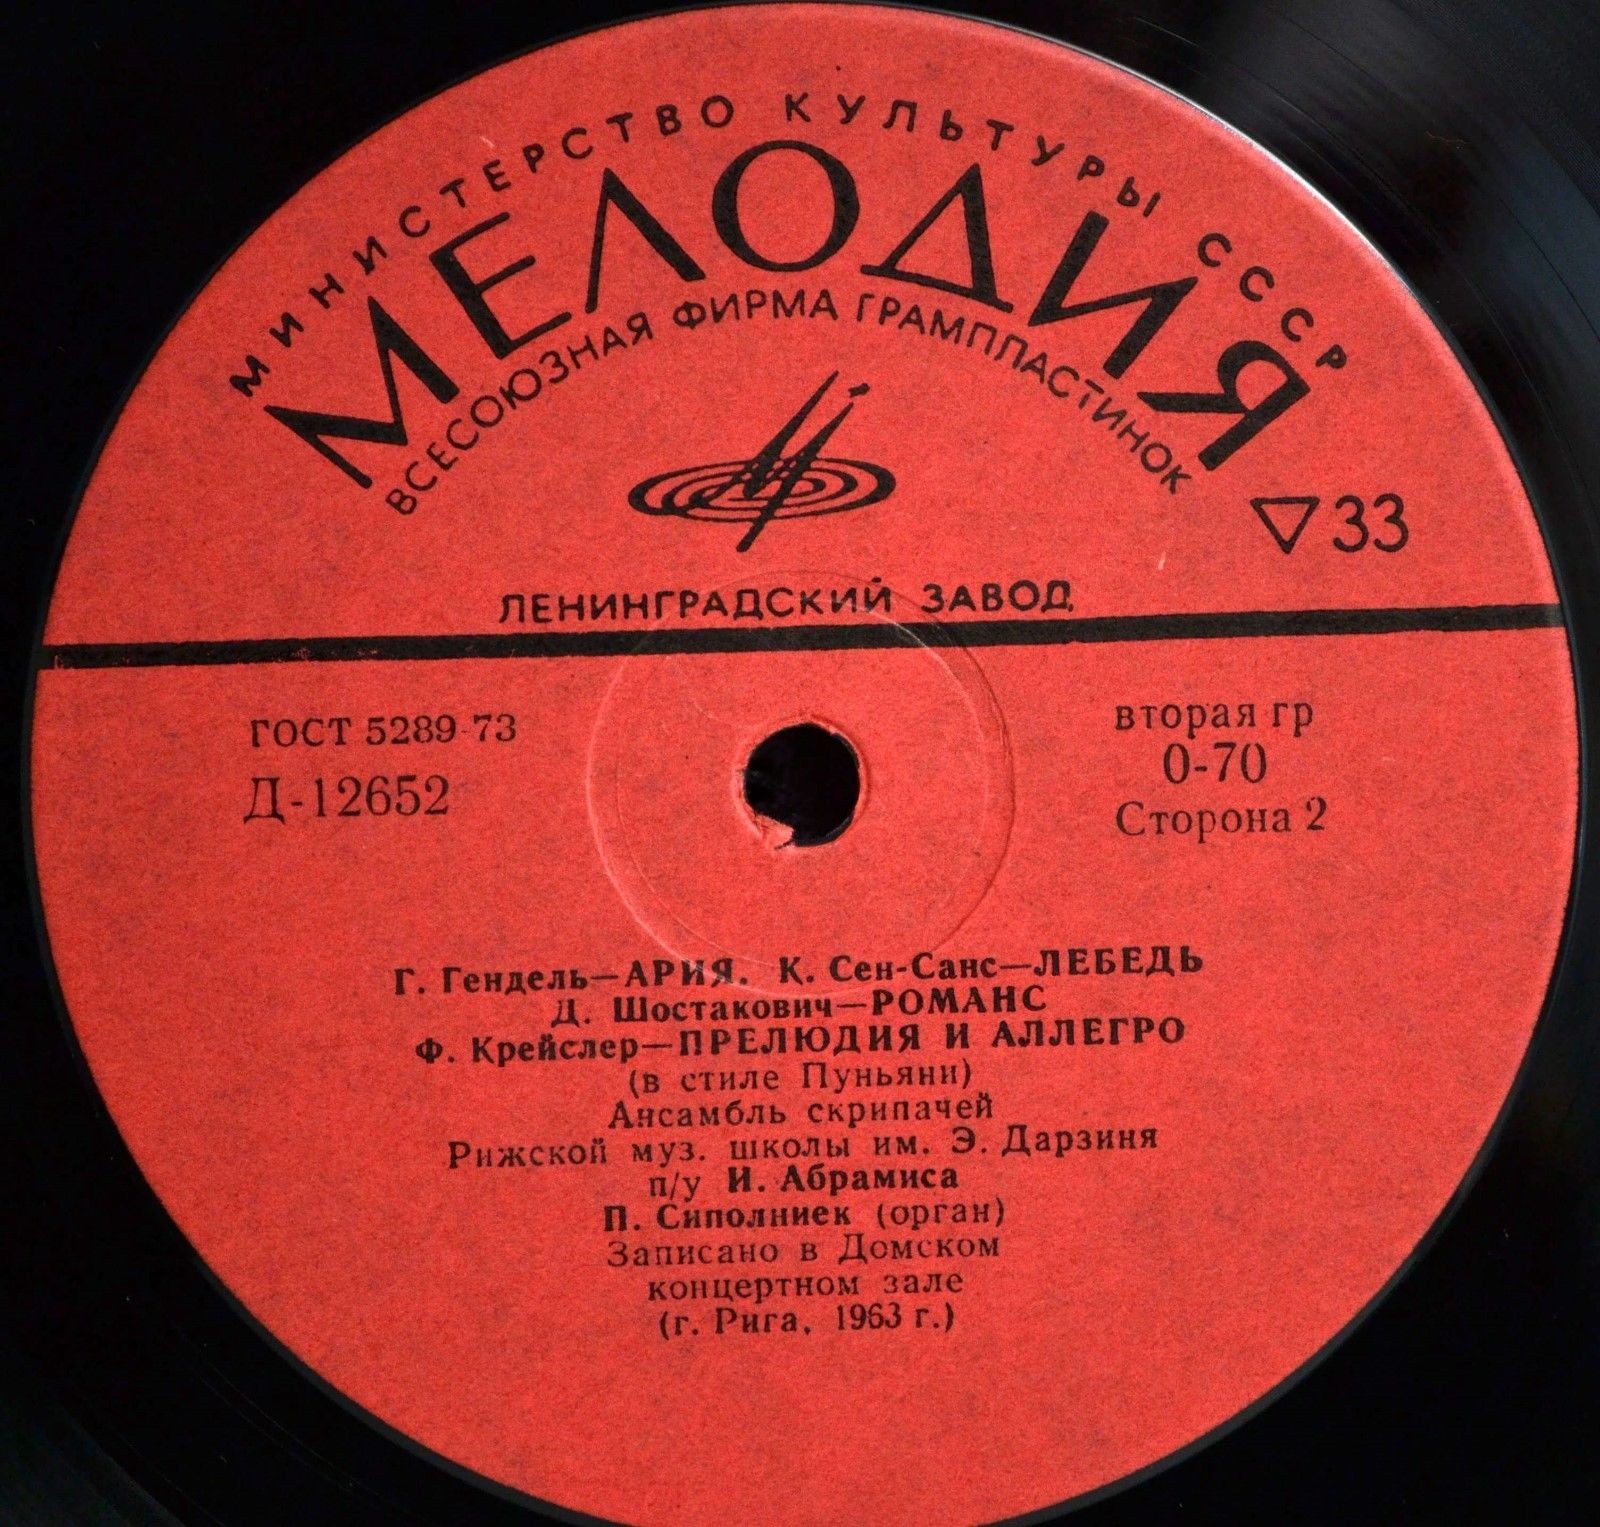 МИНИСТЕРСТВО КУЛЬТУРЫ СССР
МЕЛОДИЯ
ВСЕСОЮЗНАЯ ФИРМА ГРАМПЛАСТИНОК
▽33
ЛЕНИНГРАДСКИЙ ЗАВОД
ГОСТ 5289-73
Д-12652
вторая гр
0-70
Сторона 2
Г. Гендель—АРИЯ. К. Сен-Санс—ЛЕБЕДЬ
Д. Шостакович—РОМАНС
Ф. Крейслер—ПРЕЛЮДИЯ И АЛЛЕГРО
(в стиле Пуньяни)
Ансамбль скрипачей
Рижской муз. школы им. Э. Дарзиня
п/у И. Абрамиса
П. Сиполниек (орган)
Записано в Домском
концертном зале
(г. Рига, 1963 г.)